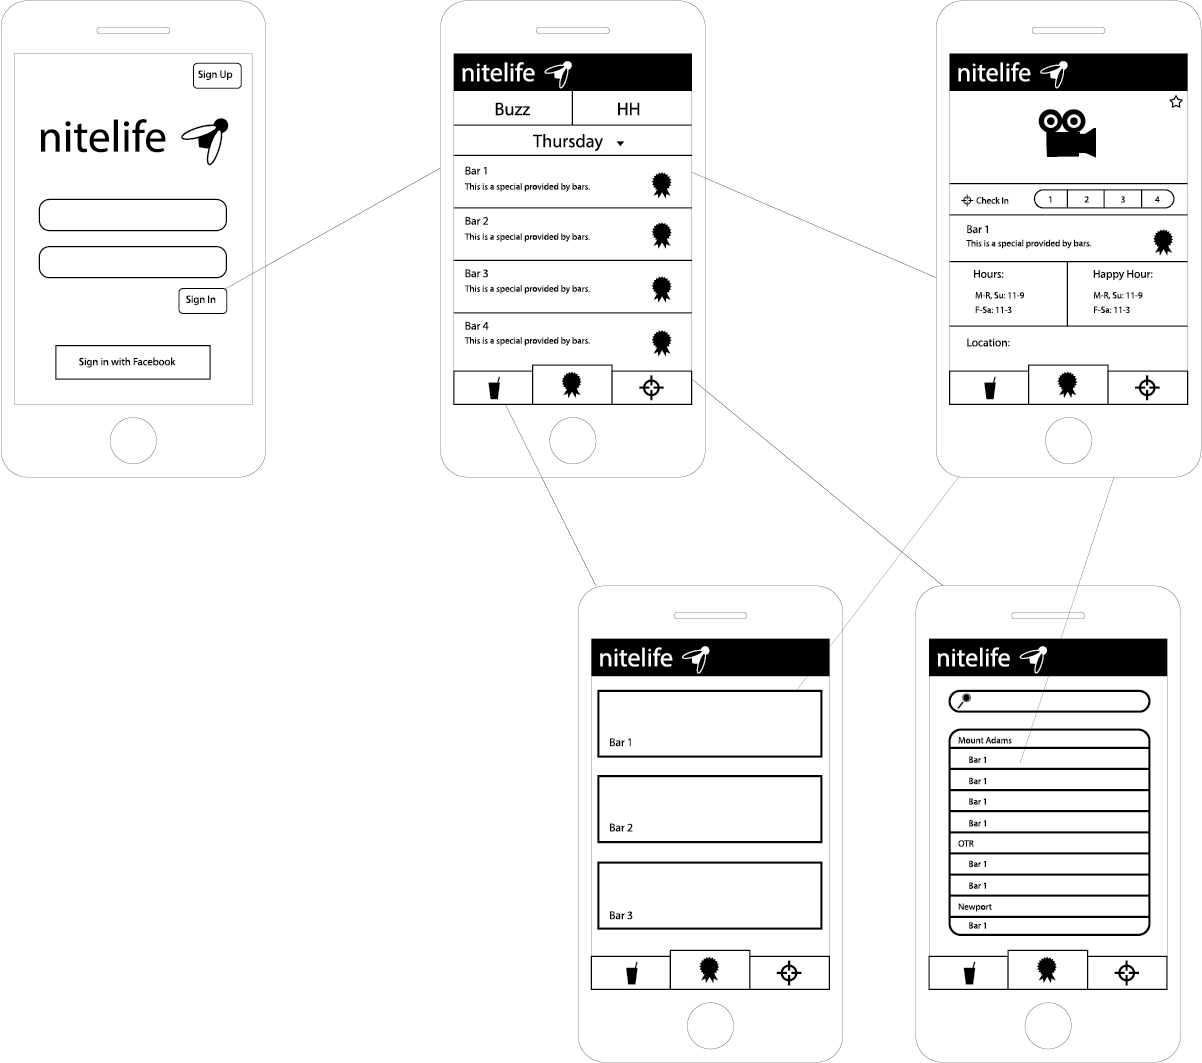 Sign Up
nitelife
Sign In
Sign in with Facebook
nitelife
Buzz HH
Thursday
Bar 1
This is a special provided by bars.
Bar 2
This is a special provided by bars.
Bar 3
This is a special provided by bars.
Bar 4
This is a special provided by bars.
nitelife
Check In 1 2 3 4
Bar 1
This is a special provided by bars.
Hours: Happy Hour:
M-R, Su: 11-9 M-R, Su: 11-9
F-Sa: 11-3 F-Sa: 11-3
Location:
nitelife
Bar 1
Bar 2
Bar 3
nitelife
Mount Adams
Bar 1
Bar 1
Bar 1
Bar 1
OTR
Bar 1
Bar 1
Newport
Bar 1